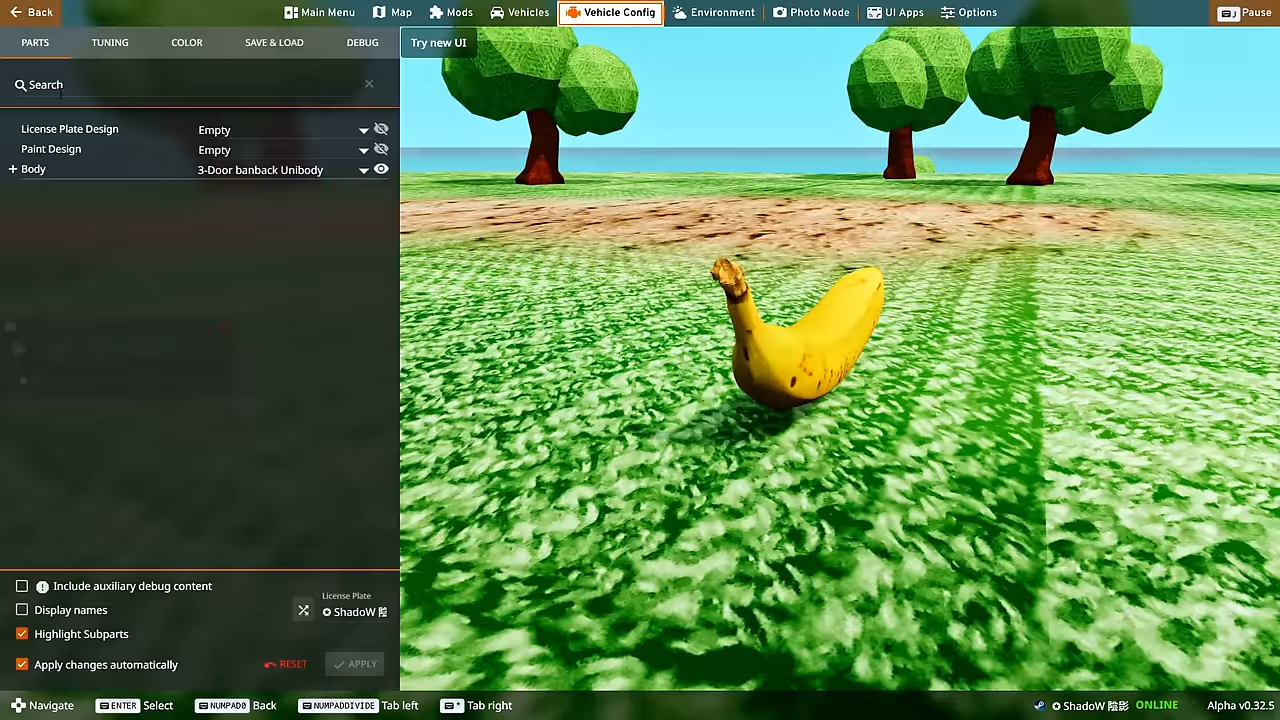 Back
Main Menu
Map
Mods
Vehicles
Vehicle Config
Environment
Photo Mode
UI Apps
Options
Pause
PARTS
TUNING
COLOR
SAVE & LOAD
DEBUG
Try new UI
Search
License Plate Design Empty
Paint Design Empty
Body 3-Door banback Unibody
Include auxiliary debug content
Display names
License Plate
ShadoW
Highlight Subparts
Apply changes automatically
RESET
APPLY
Navigate
ENTER Select
NUMPAD0 Back
NUMPADDIVIDE Tab left
Tab right
ShadoW 陰影 ONLINE
Alpha v0.32.5